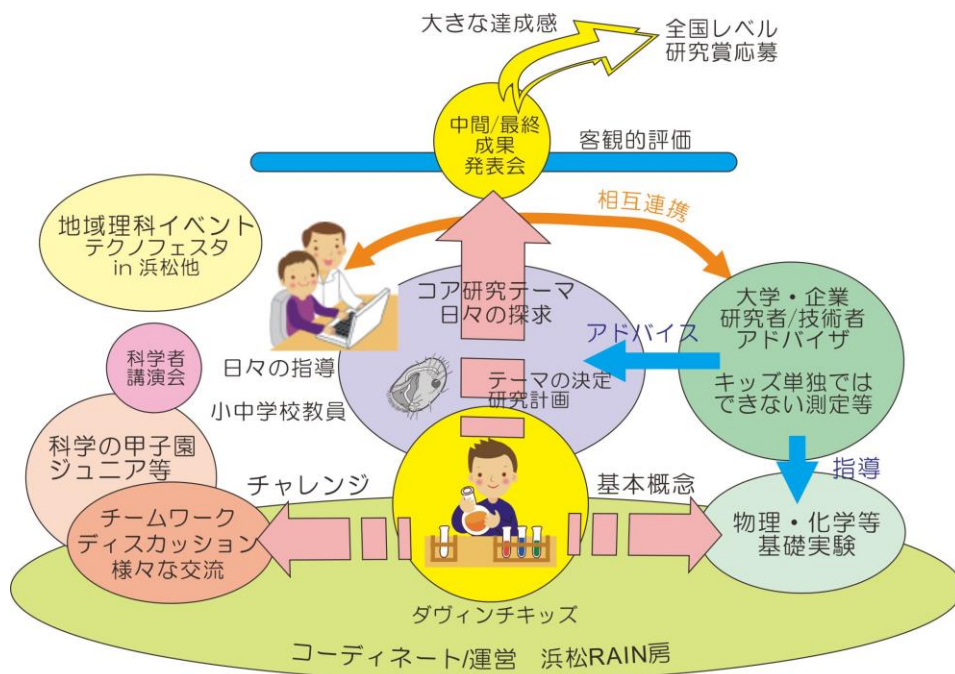 大きな達成感
全国レベル
研究賞応募
中間/最終
成果
発表会
客観的評価
相互連携
地域理科イベント
テクノフェスタ
in 浜松他
コア研究テーマ
日々の探求
大学・企業
研究者/技術者
アドバイザ
キッズ単独では
できない測定等
アドバイス
科学者
講演会
日々の指導
小中学校教員
テーマの決定
研究計画
科学の甲子園
ジュニア等
チャレンジ
基本概念
指導
チームワーク
ディスカッション
様々な交流
物理・化学等
基礎実験
ダヴィンチキッズ
コーディネート/運営　浜松RAIN房